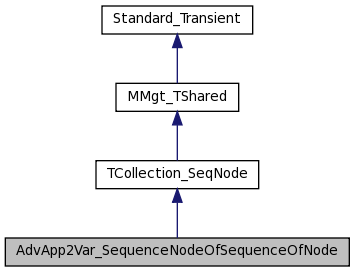 Standard_Transient
MMgt_TShared
TCollection_SeqNode
AdvApp2Var_SequenceNodeOfSequenceOfNode